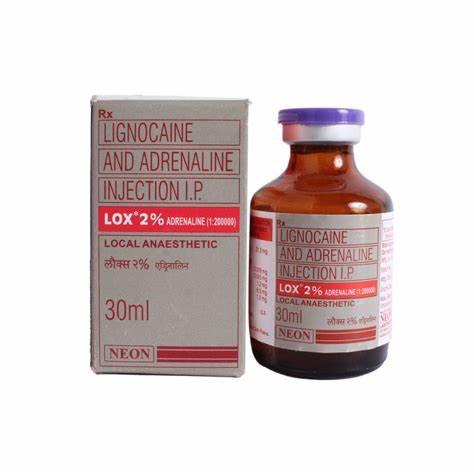 Rx
LIGNOCAINE
AND ADRENALINE
INJECTION I.P.
LOX® 2% ADRENALINE (1:200000)
LOCAL ANAESTHETIC
लौक्स २% एड्रिनालिन
30ml
NEON
Rx
LIGNOCAINE
AND ADRENALINE
INJECTION I.P.
LOX® 2% ADRENALINE (1:200000)
LOCAL ANAESTHETIC
30ml
लौक्स २% एड्रिनालिन
NEON